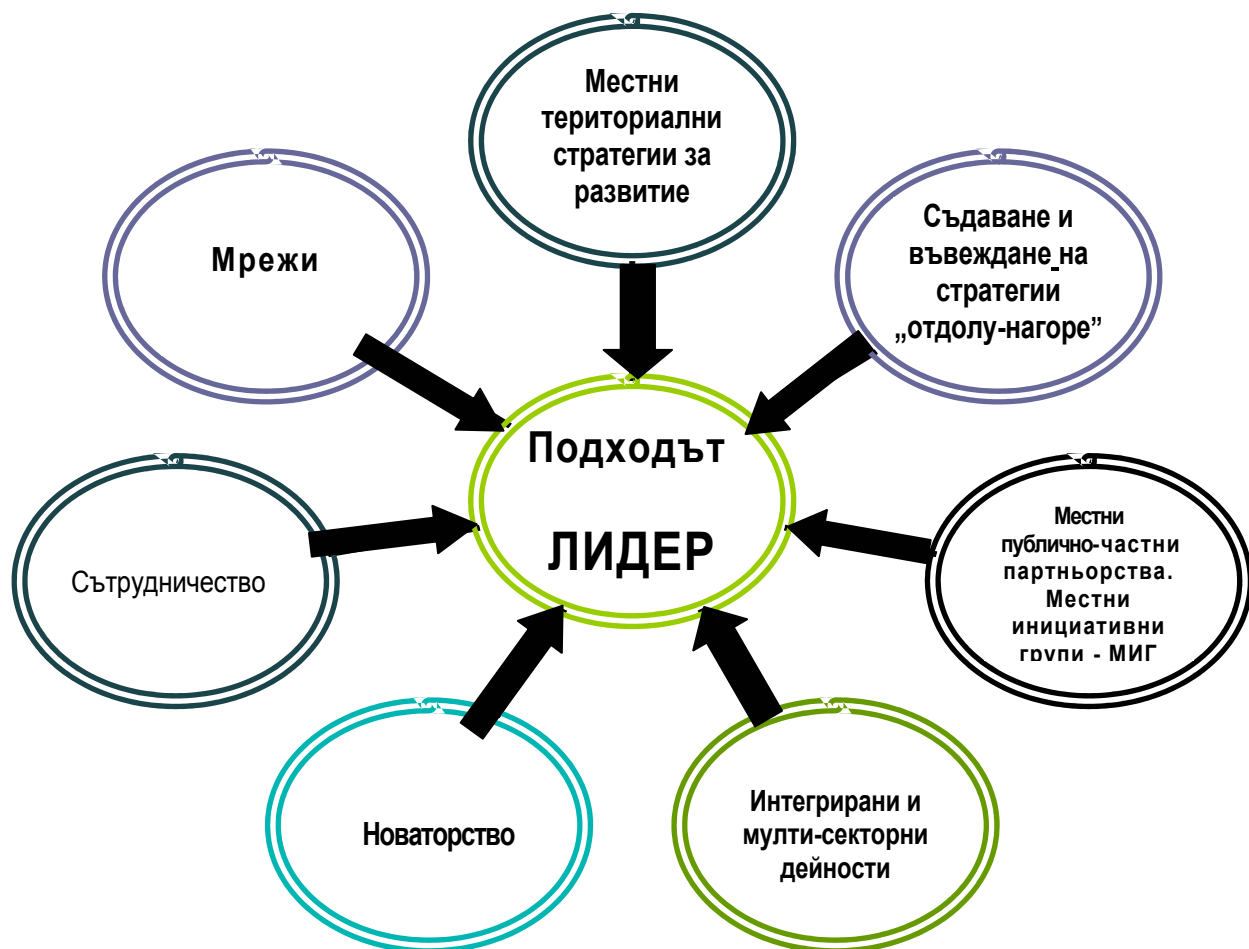 Местни
териториални
стратегии за
развитие
Мрежи
Съдаване и
въвеждане на
стратегии
„отдолу-нагоре”
Подходът
ЛИДЕР
Сътрудничество
Местни
публично-частни
партньорства.
Местни
инициативни
групи - МИГ
Новаторство
Интегрирани и
мулти-секторни
дейности